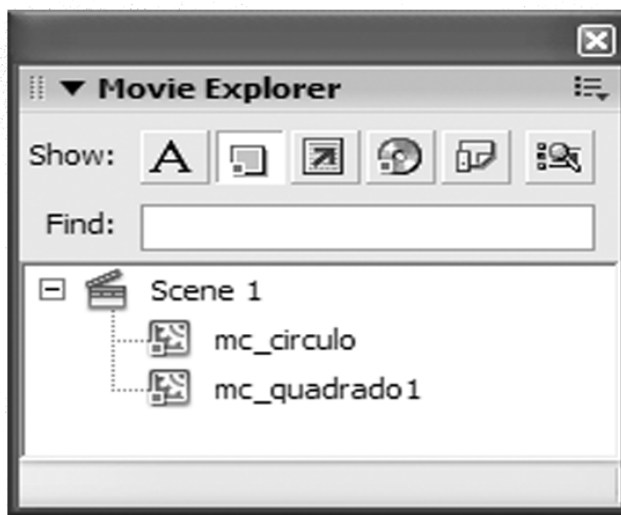 Movie Explorer
Show: A
Find:
Scene 1
mc_circulo
mc_quadrado1